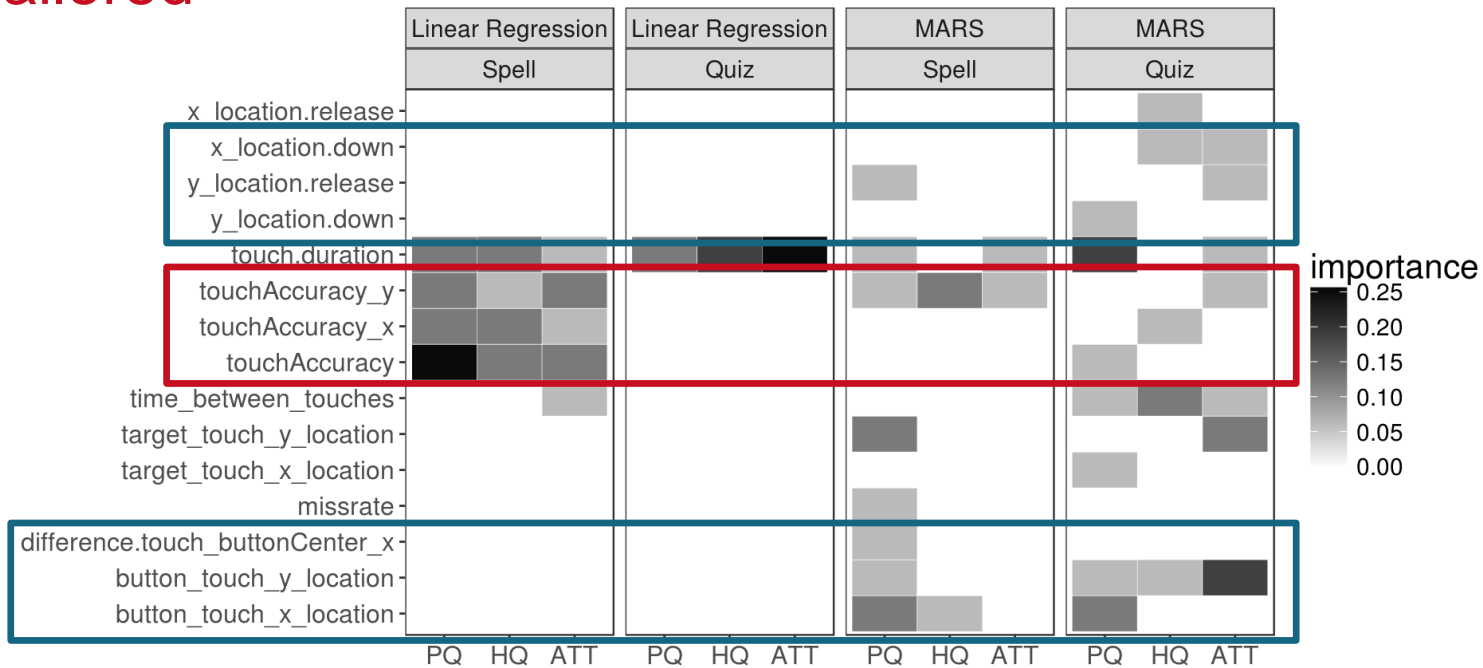 Linear Regression Linear Regression MARS MARS
Spell Quiz Spell Quiz
x_location.release
x_location.down
y_location.release
y_location.down
touch.duration
touchAccuracy_y
touchAccuracy_x
touchAccuracy
time_between_touches
target_touch_y_location
target_touch_x_location
missrate
difference.touch_buttonCenter_x
button_touch_y_location
button_touch_x_location
PQ HQ ATT PQ HQ ATT PQ HQ ATT PQ HQ ATT
importance
0.25
0.20
0.15
0.10
0.05
0.00